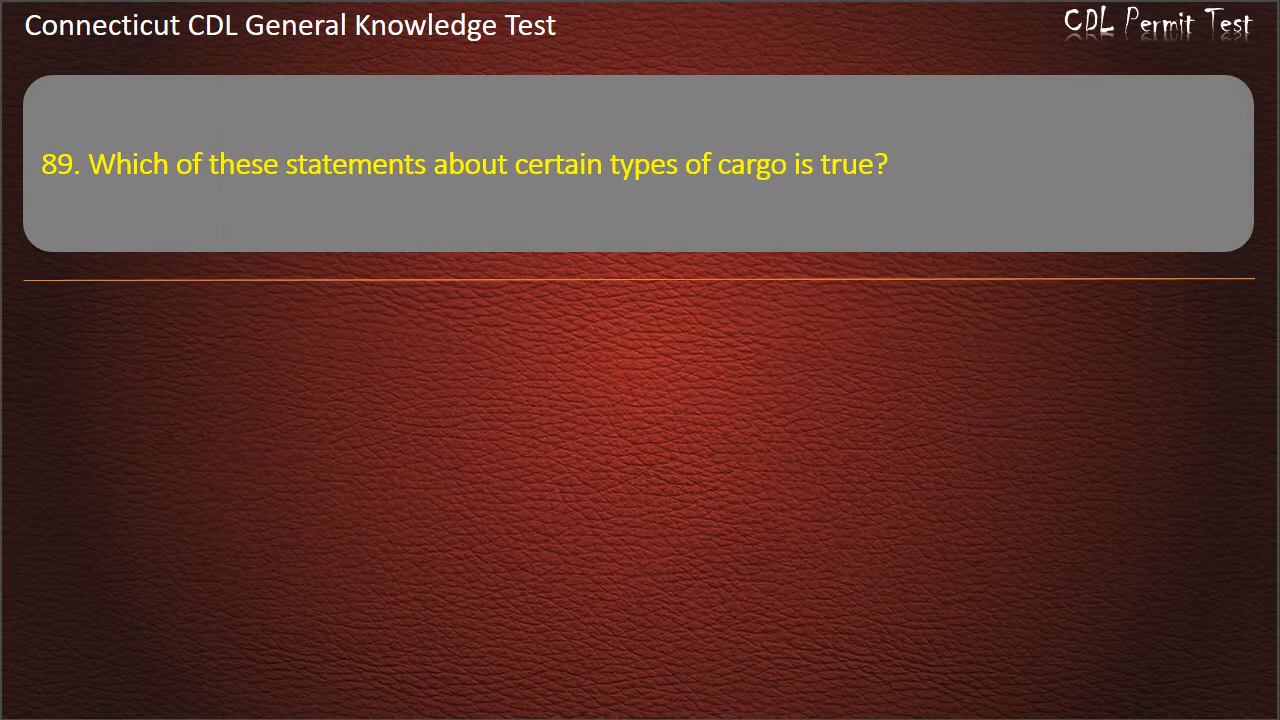 Connecticut CDL General Knowledge Test
CDL Permit Test
89. Which of these statements about certain types of cargo is true?